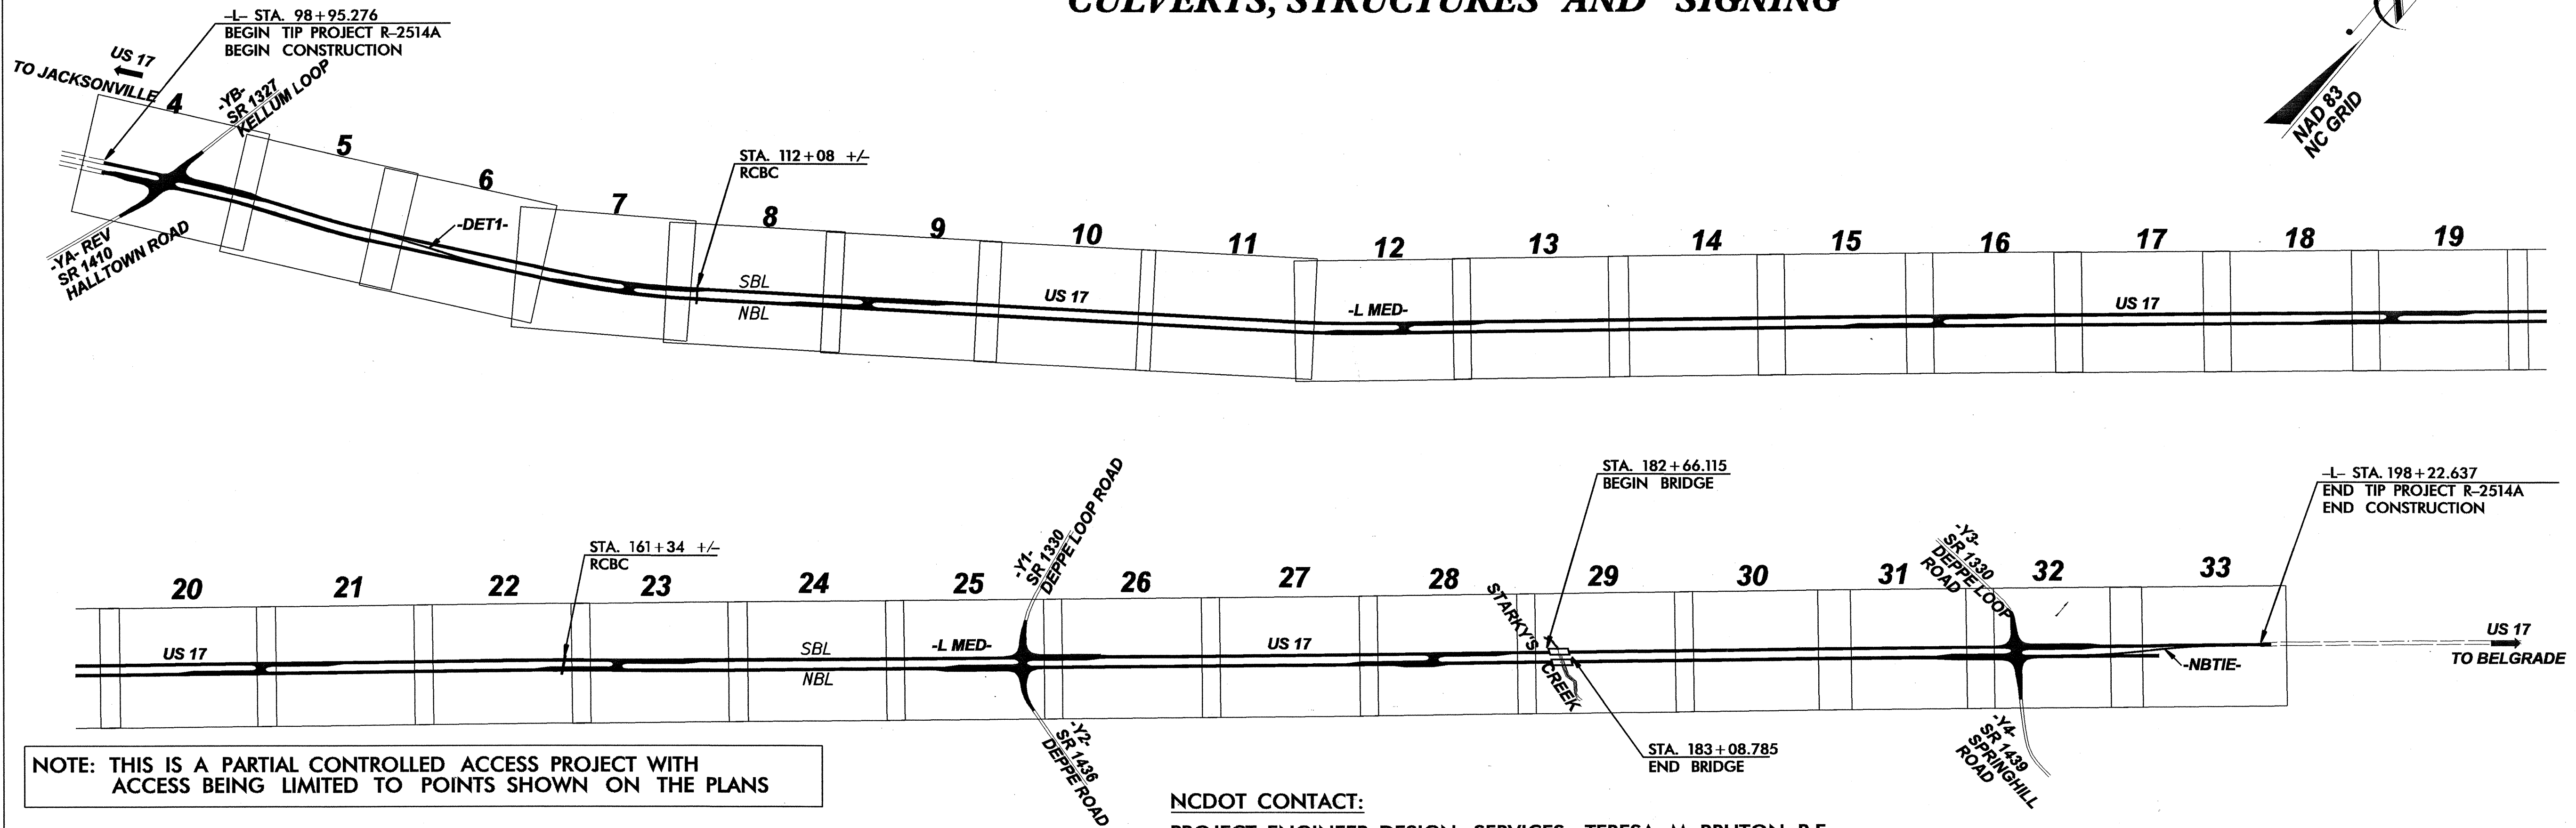 CULVERTS, STRUCTURES AND SIGNING
-L- STA. 98+95.276
BEGIN TIP PROJECT R-2514A
BEGIN CONSTRUCTION
US 17
TO JACKSONVILLE
-YB-
SR 1327
KELLUM LOOP
-YA- REV
SR 1410
HALLTOWN ROAD
NAD 83
NC GRID
4
5
6
7
8
9
10
11
12
13
14
15
16
17
18
19
-DET1-
STA. 112+08 +/-
RCBC
SBL
NBL
US 17
-L MED-
US 17
20
21
22
23
24
25
26
27
28
29
30
31
32
33
US 17
STA. 161+34 +/-
RCBC
SBL
NBL
-L MED-
-Y1-
SR 1330
DEPPE LOOP ROAD
-Y2-
SR 1436
DEPPE ROAD
US 17
STARKY'S
CREEK
STA. 182+66.115
BEGIN BRIDGE
STA. 183+08.785
END BRIDGE
-Y3-
SR 1330
DEPPE LOOP
ROAD
-Y4-
SR 1439
SPRINGHILL
ROAD
-L- STA. 198+22.637
END TIP PROJECT R-2514A
END CONSTRUCTION
-NBTIE-
US 17
TO BELGRADE
NOTE: THIS IS A PARTIAL CONTROLLED ACCESS PROJECT WITH
ACCESS BEING LIMITED TO POINTS SHOWN ON THE PLANS
NCDOT CONTACT:
PROJECT ENGINEER DESIGN SERVICES TERESA M BRUTON P.E.